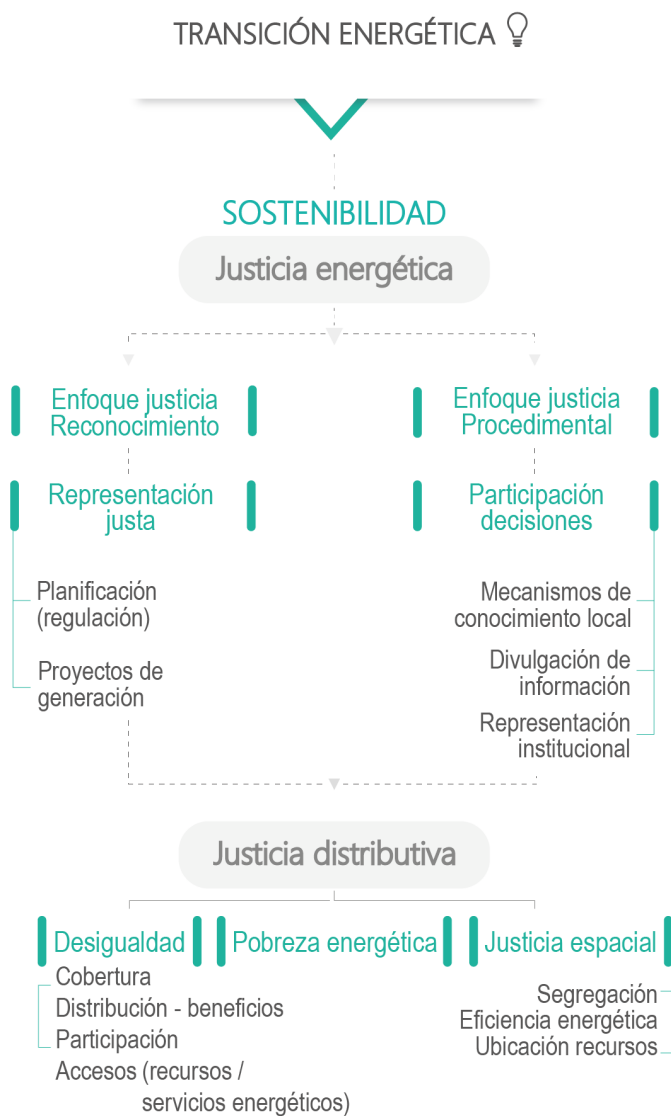 TRANSICIÓN ENERGÉTICA
SOSTENIBILIDAD
Justicia energética
Enfoque justicia
Reconocimiento
Representación
justa
Planificación
(regulación)
Proyectos de
generación
Enfoque justicia
Procedimental
Participación
decisiones
Mecanismos de
conocimiento local
Divulgación de
información
Representación
institucional
Justicia distributiva
Desigualdad
Cobertura
Distribución - beneficios
Participación
Accesos (recursos /
servicios energéticos)
Pobreza energética
Justicia espacial
Segregación
Eficiencia energética
Ubicación recursos